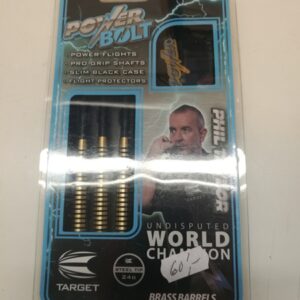 POWER
BOLT
• POWER FLIGHTS
• PRO GRIP SHAFTS
• SLIM BLACK CASE
• FLIGHT PROTECTORS
PHIL TAYLOR
UNDISPUTED
WORLD
CHAMPION
60,-
STEEL TIP
24G
TARGET
BRASS BARRELS